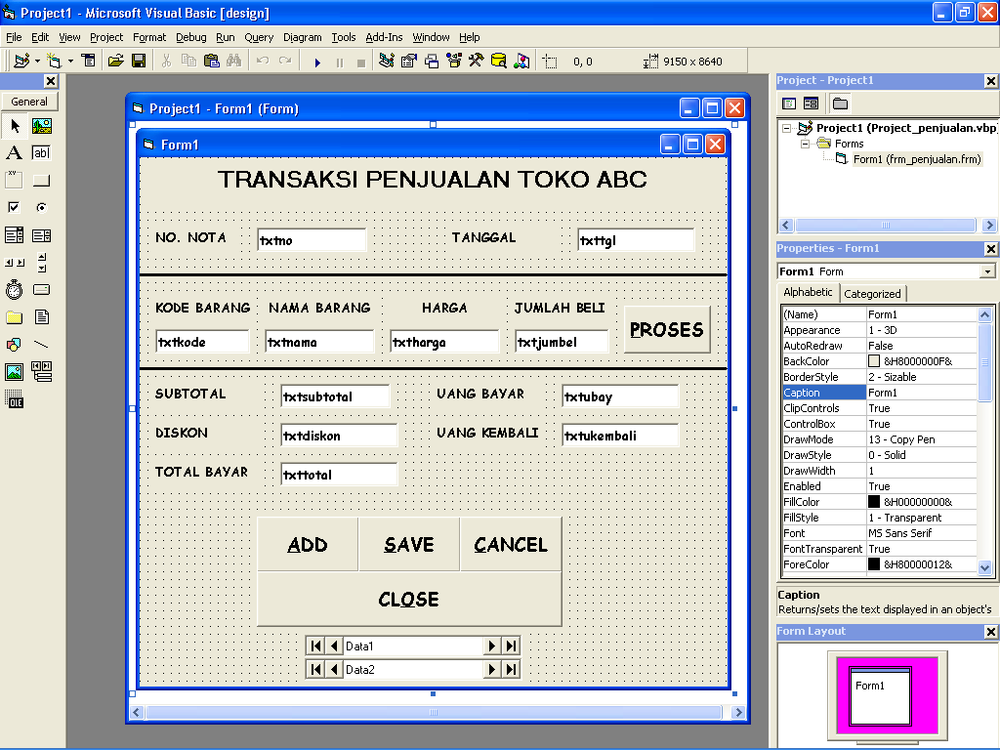 Project1 - Microsoft Visual Basic [design]
File Edit View Project Format Debug Run Query Diagram Tools Add-Ins Window Help
0, 0 9150 x 8640
General
A ab|
xy
OLE
Project1 - Form1 (Form)
Form1
TRANSAKSI PENJUALAN TOKO ABC
NO. NOTA txtno TANGGAL txttgl
KODE BARANG NAMA BARANG HARGA JUMLAH BELI
txtkode txtnama txtharga txtjumbel PROSES
SUBTOTAL txtsubtotal UANG BAYAR txtubay
DISKON txtdiskon UANG KEMBALI txtukembali
TOTAL BAYAR txttotal
ADD SAVE CANCEL
CLOSE
Data1
Data2
Project - Project1
Project1 (Project_penjualan.vbp)
Forms
Form1 (frm_penjualan.frm)
Properties - Form1
Form1 Form
Alphabetic Categorized
(Name) Form1
Appearance 1 - 3D
AutoRedraw False
BackColor &H8000000F&
BorderStyle 2 - Sizable
Caption Form1
ClipControls True
ControlBox True
DrawMode 13 - Copy Pen
DrawStyle 0 - Solid
DrawWidth 1
Enabled True
FillColor &H00000000&
FillStyle 1 - Transparent
Font MS Sans Serif
FontTransparent True
ForeColor &H80000012&
Caption
Returns/sets the text displayed in an object's
Form Layout
Form1